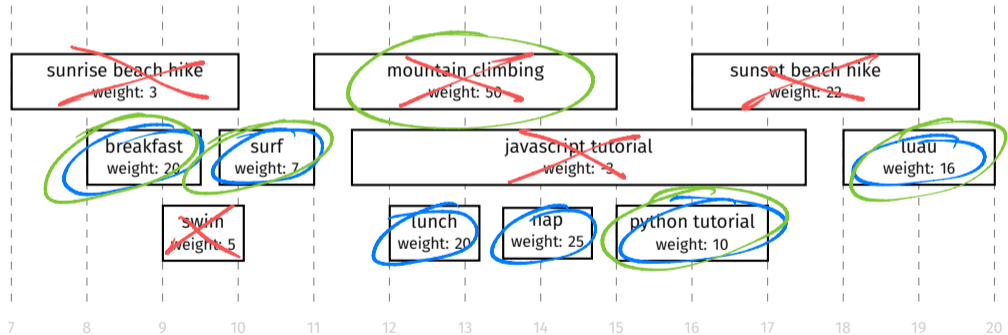 sunrise beach hike
weight: 3
mountain climbing
weight: 50
sunset beach hike
weight: 22
breakfast
weight: 20
surf
weight: 7
javascript tutorial
weight: -3
luau
weight: 16
swim
weight: 5
lunch
weight: 20
nap
weight: 25
python tutorial
weight: 10
7 8 9 10 11 12 13 14 15 16 17 18 19 20